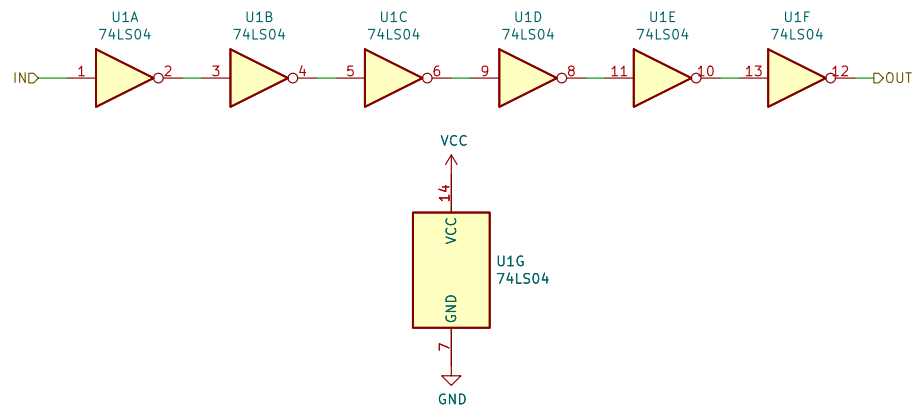 U1A U1B U1C U1D U1E U1F
74LS04 74LS04 74LS04 74LS04 74LS04 74LS04
IN 1 2 3 4 5 6 9 8 11 10 13 12 OUT
VCC
14
VCC
U1G
74LS04
GND
7
GND